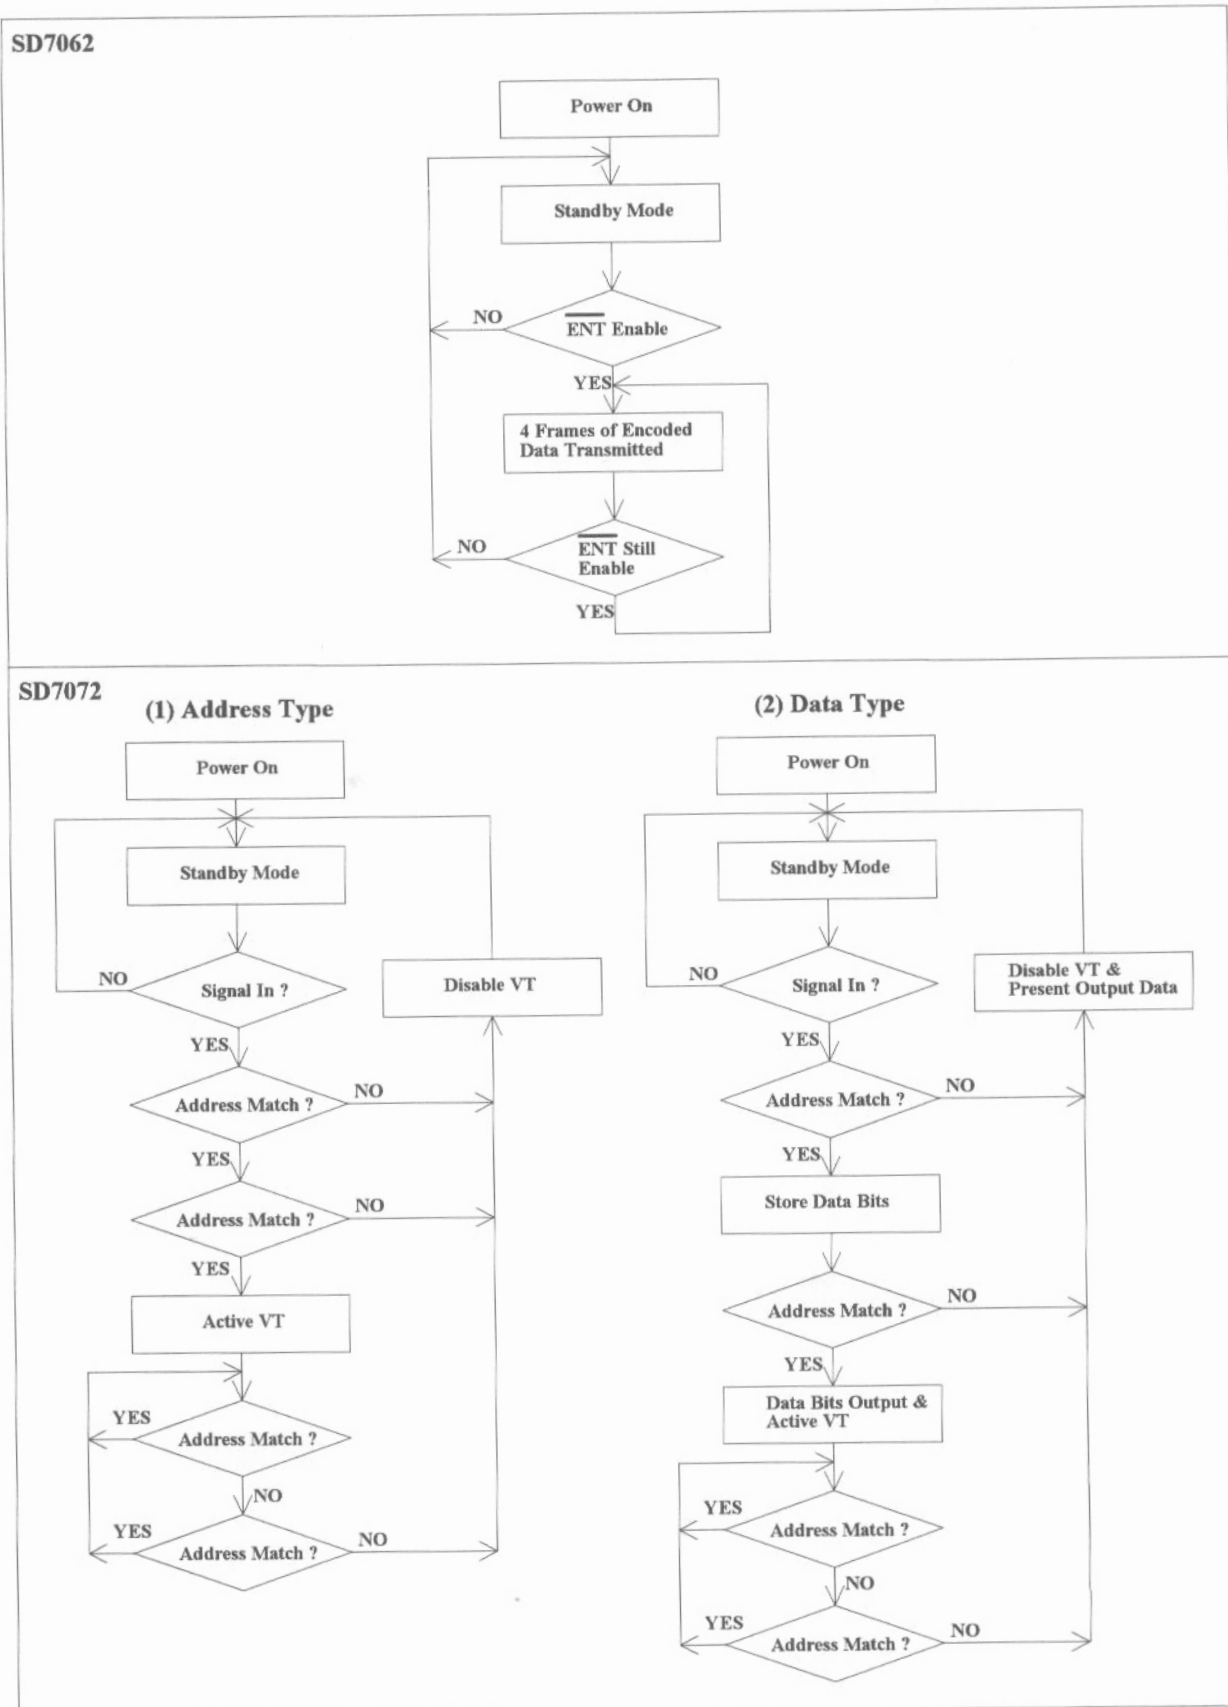 SD7062
Power On
Standby Mode
NO
ENT Enable
YES
4 Frames of Encoded
Data Transmitted
NO
ENT Still
Enable
YES
SD7072
(1) Address Type
Power On
Standby Mode
NO
Signal In ?
Disable VT
YES
Address Match ?
NO
YES
Address Match ?
NO
YES
Active VT
YES
Address Match ?
NO
YES
Address Match ?
NO
(2) Data Type
Power On
Standby Mode
NO
Signal In ?
Disable VT &
Present Output Data
YES
Address Match ?
NO
YES
Store Data Bits
Address Match ?
NO
YES
Data Bits Output &
Active VT
YES
Address Match ?
NO
YES
Address Match ?
NO